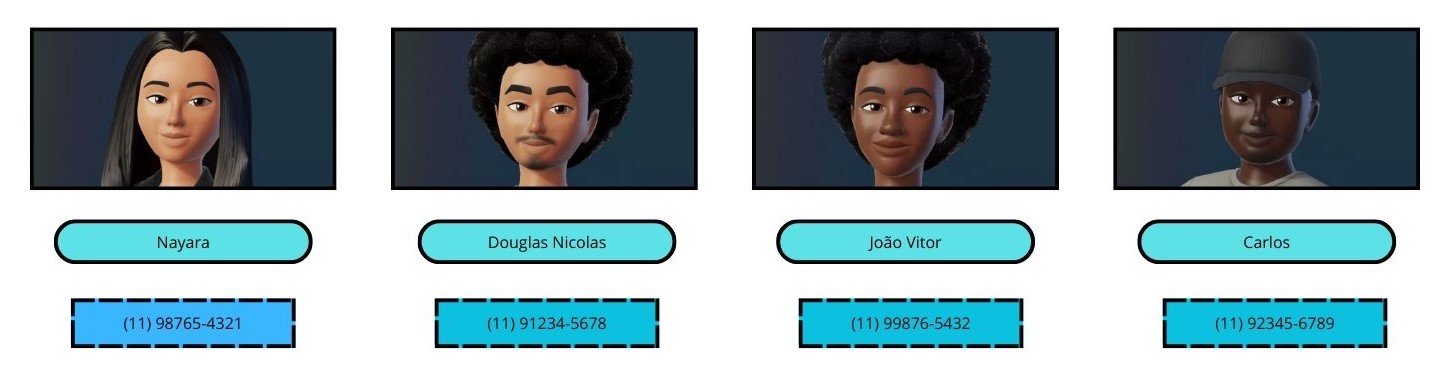 Nayara
Douglas Nicolas
João Vitor
Carlos
(11) 98765-4321
(11) 91234-5678
(11) 99876-5432
(11) 92345-6789